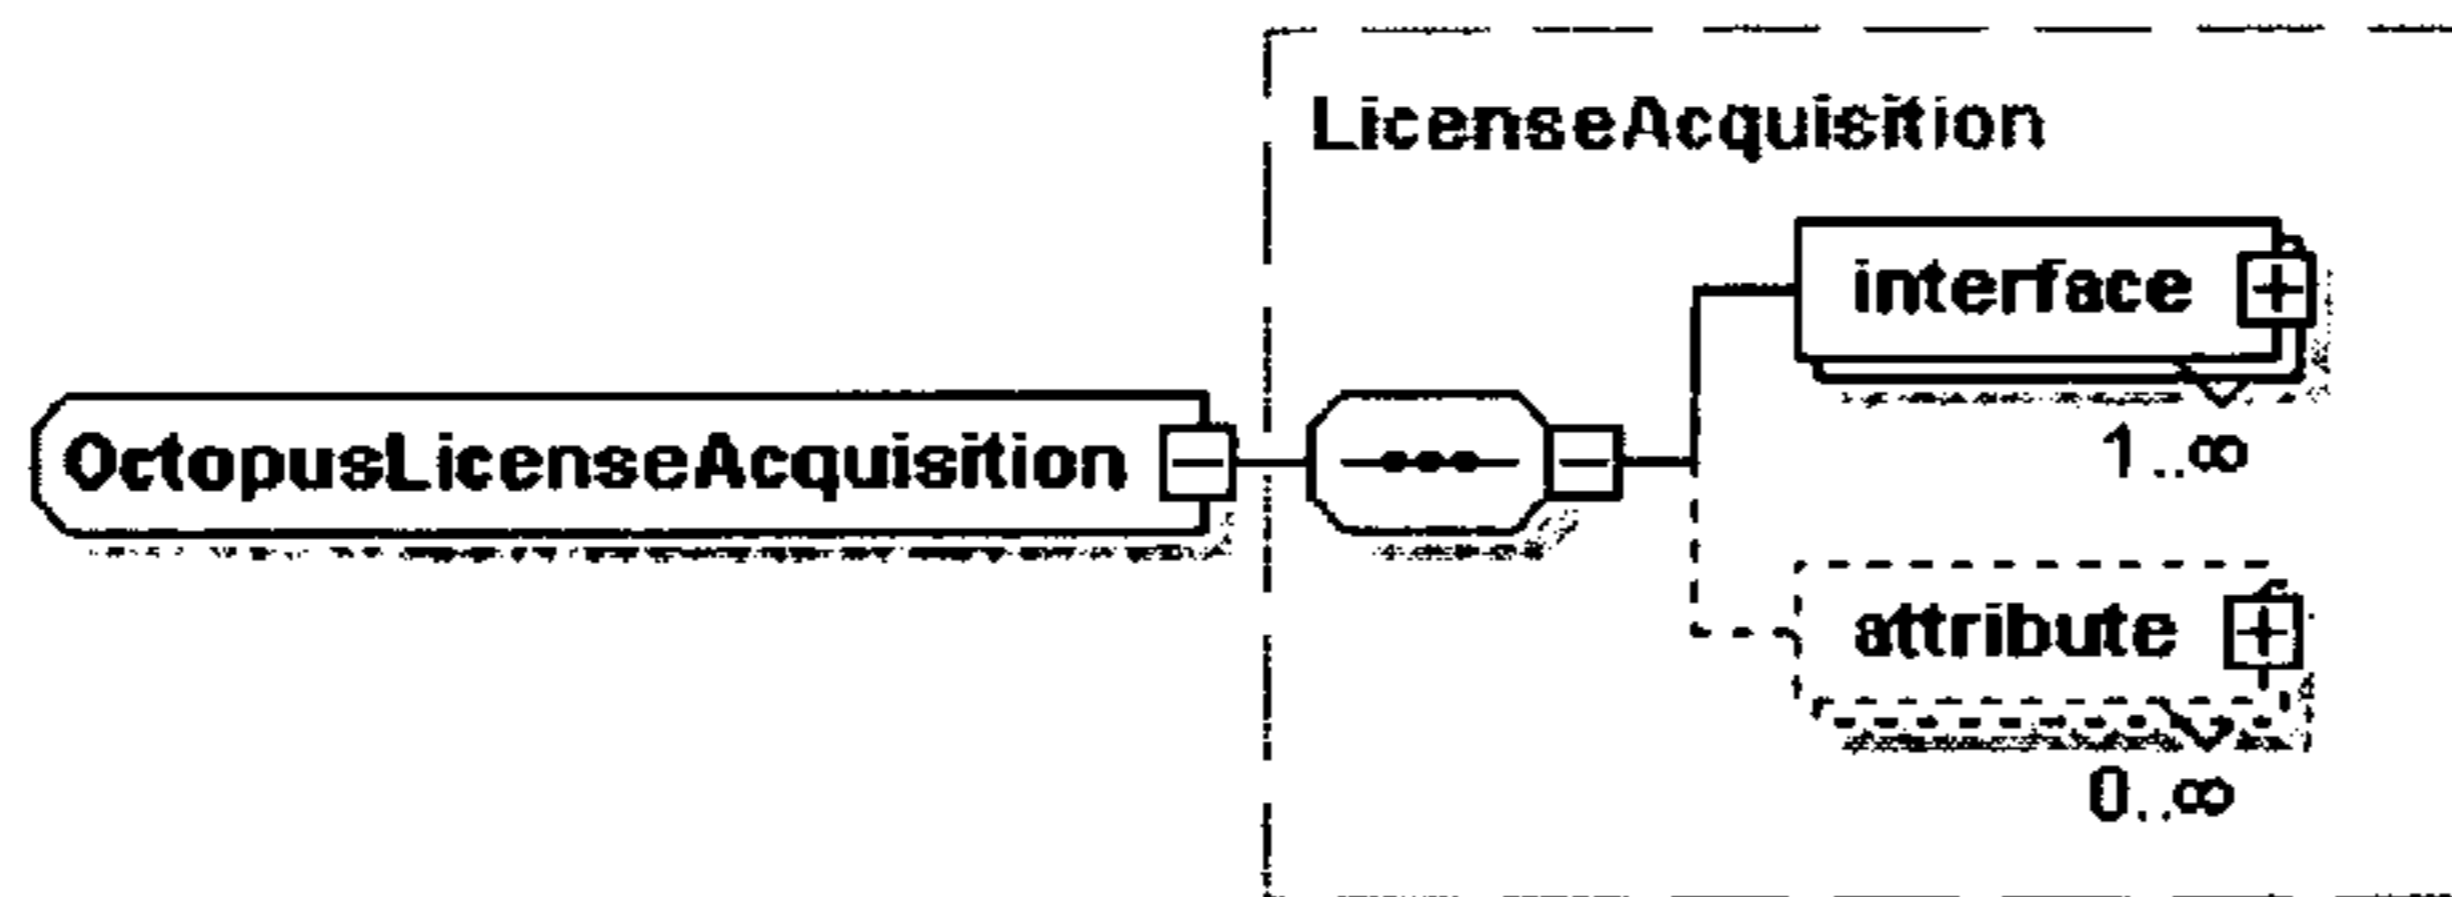 LicenseAcquisition
interface
1..∞
OctopusLicenseAcquisition
attribute
0..∞